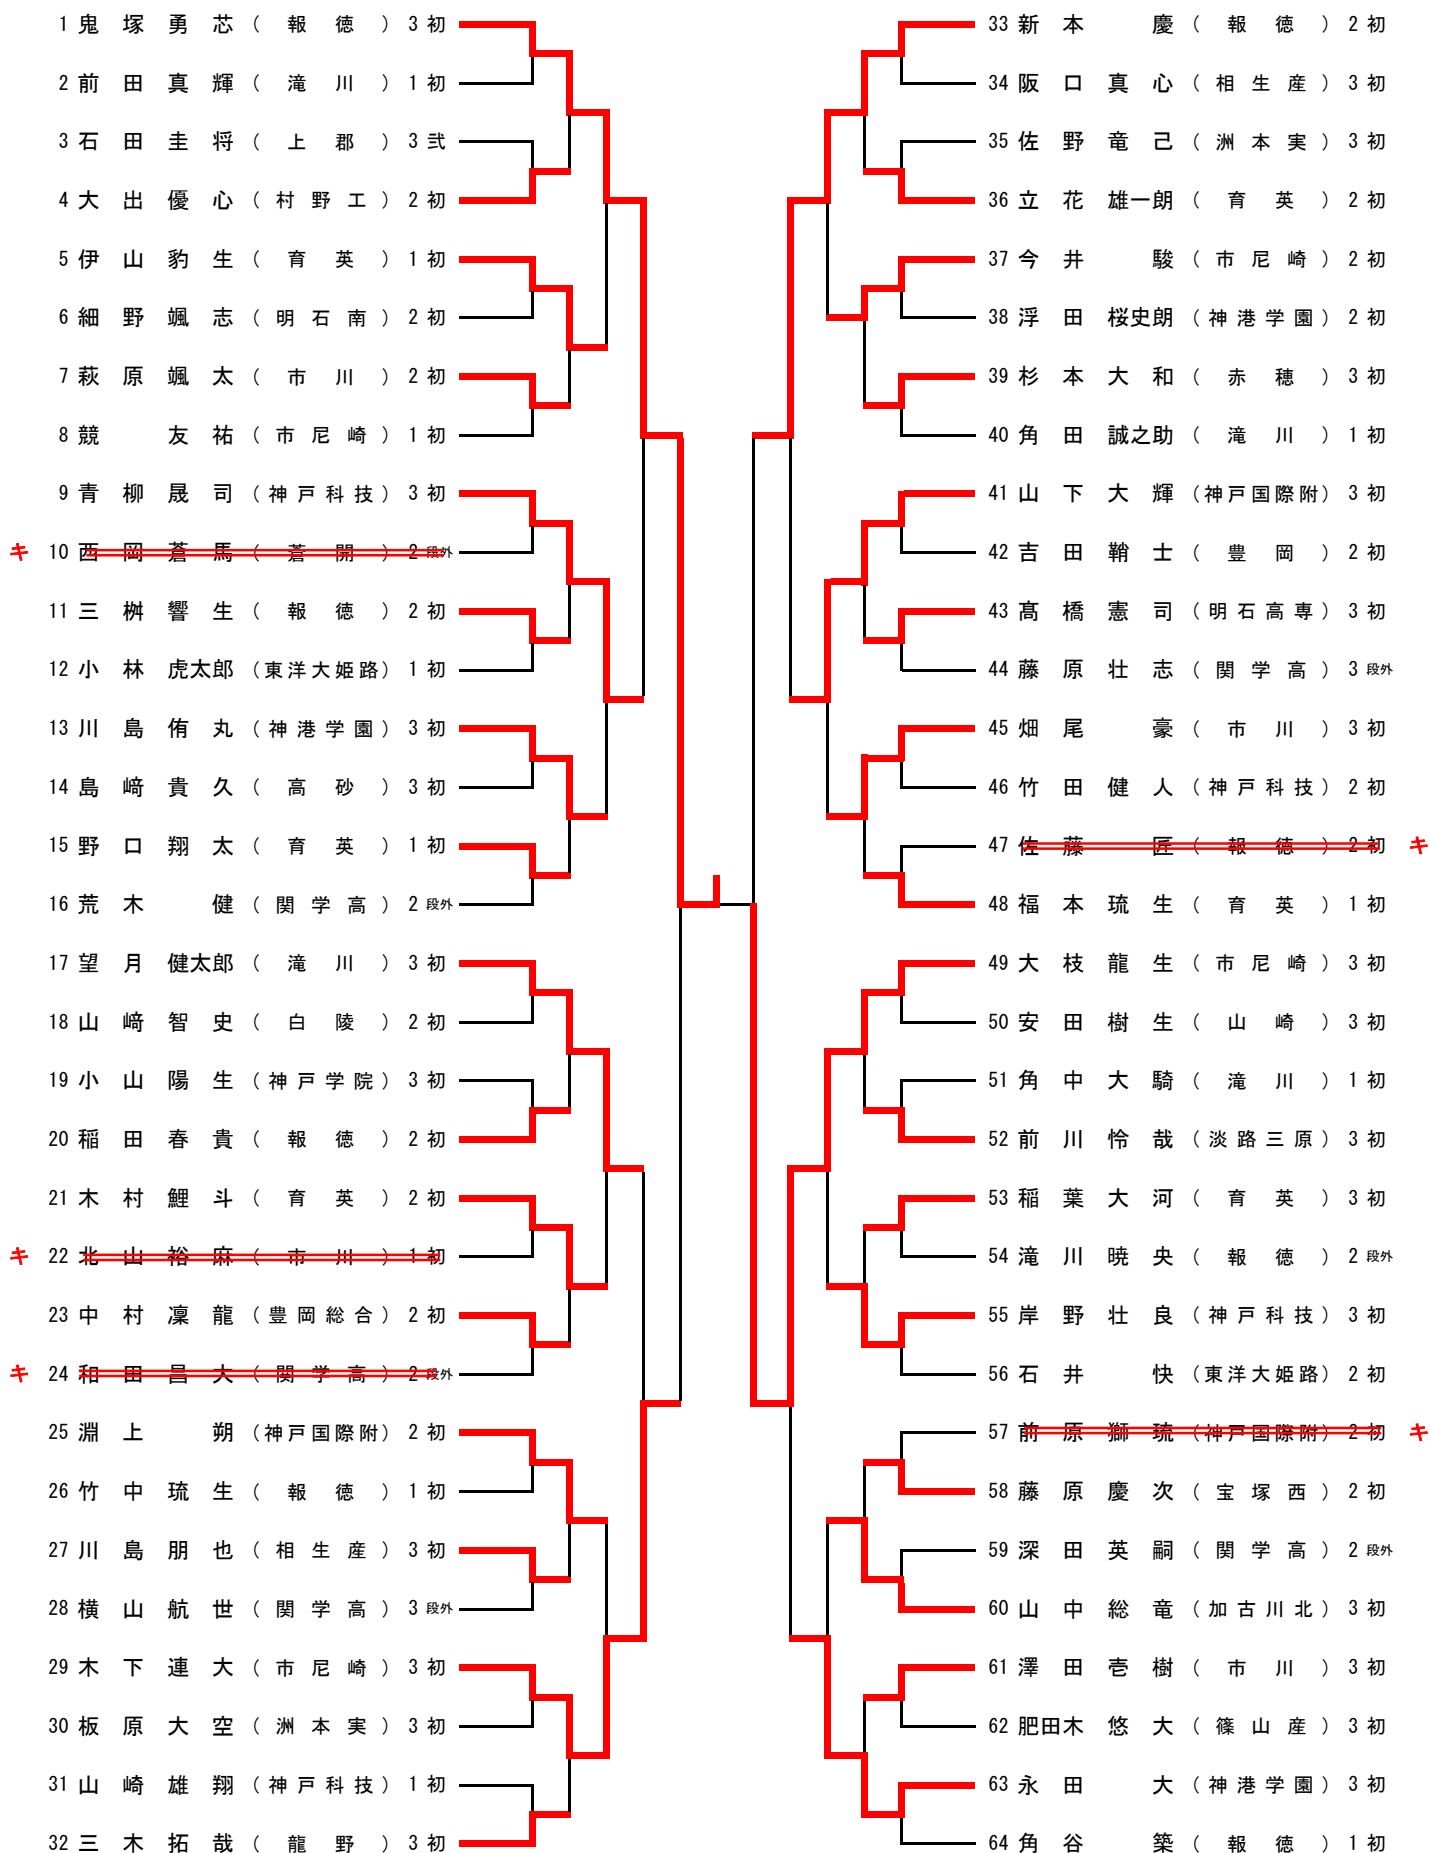 1 鬼塚勇芯 （ 報徳 ） 3 初
2 前田真輝 （ 滝川 ） 1 初
3 石田圭将 （ 上郡 ） 3 弐
4 大出優心 （ 村野工 ） 2 初
5 伊山豹生 （ 育英 ） 1 初
6 細野颯志 （ 明石南 ） 2 初
7 萩原颯太 （ 市川 ） 2 初
8 競友祐 （ 市尼崎 ） 1 初
9 青柳晟司 （ 神戸科技 ） 3 初
キ 10 西岡蒼馬 （ 蒼開 ） 2 段外
11 三桝響生 （ 報徳 ） 2 初
12 小林虎太郎 （ 東洋大姫路 ） 1 初
13 川島侑丸 （ 神港学園 ） 3 初
14 島﨑貴久 （ 高砂 ） 3 初
15 野口翔太 （ 育英 ） 1 初
16 荒木健 （ 関学高 ） 2 段外
17 望月健太郎 （ 滝川 ） 3 初
18 山﨑智史 （ 白陵 ） 2 初
19 小山陽生 （ 神戸学院 ） 3 初
20 稲田春貴 （ 報徳 ） 2 初
21 木村鯉斗 （ 育英 ） 2 初
キ 22 北山裕麻 （ 市川 ） 1 初
23 中村凜龍 （ 豊岡総合 ） 2 初
キ 24 和田昌大 （ 関学高 ） 2 段外
25 淵上朔 （ 神戸国際附 ） 2 初
26 竹中琉生 （ 報徳 ） 1 初
27 川島朋也 （ 相生産 ） 3 初
28 横山航世 （ 関学高 ） 3 段外
29 木下連大 （ 市尼崎 ） 3 初
30 板原大空 （ 洲本実 ） 3 初
31 山崎雄翔 （ 神戸科技 ） 1 初
32 三木拓哉 （ 龍野 ） 3 初
33 新本慶 （ 報徳 ） 2 初
34 阪口真心 （ 相生産 ） 3 初
35 佐野竜己 （ 洲本実 ） 3 初
36 立花雄一朗 （ 育英 ） 2 初
37 今井駿 （ 市尼崎 ） 2 初
38 浮田桜史朗 （ 神港学園 ） 2 初
39 杉本大和 （ 赤穂 ） 3 初
40 角田誠之助 （ 滝川 ） 1 初
41 山下大輝 （ 神戸国際附 ） 3 初
42 吉田鞘士 （ 豊岡 ） 2 初
43 髙橋憲司 （ 明石高専 ） 3 初
44 藤原壮志 （ 関学高 ） 3 段外
45 畑尾豪 （ 市川 ） 3 初
46 竹田健人 （ 神戸科技 ） 2 初
47 佐藤匠 （ 報徳 ） 2 初 キ
48 福本琉生 （ 育英 ） 1 初
49 大枝龍生 （ 市尼崎 ） 3 初
50 安田樹生 （ 山崎 ） 3 初
51 角中大騎 （ 滝川 ） 1 初
52 前川怜哉 （ 淡路三原 ） 3 初
53 稲葉大河 （ 育英 ） 3 初
54 滝川暁央 （ 報徳 ） 2 段外
55 岸野壮良 （ 神戸科技 ） 3 初
56 石井快 （ 東洋大姫路 ） 2 初
57 前原獅琉 （ 神戸国際附 ） 2 初 キ
58 藤原慶次 （ 宝塚西 ） 2 初
59 深田英嗣 （ 関学高 ） 2 段外
60 山中総竜 （ 加古川北 ） 3 初
61 澤田壱樹 （ 市川 ） 3 初
62 肥田木悠大 （ 篠山産 ） 3 初
63 永田大 （ 神港学園 ） 3 初
64 角谷築 （ 報徳 ） 1 初